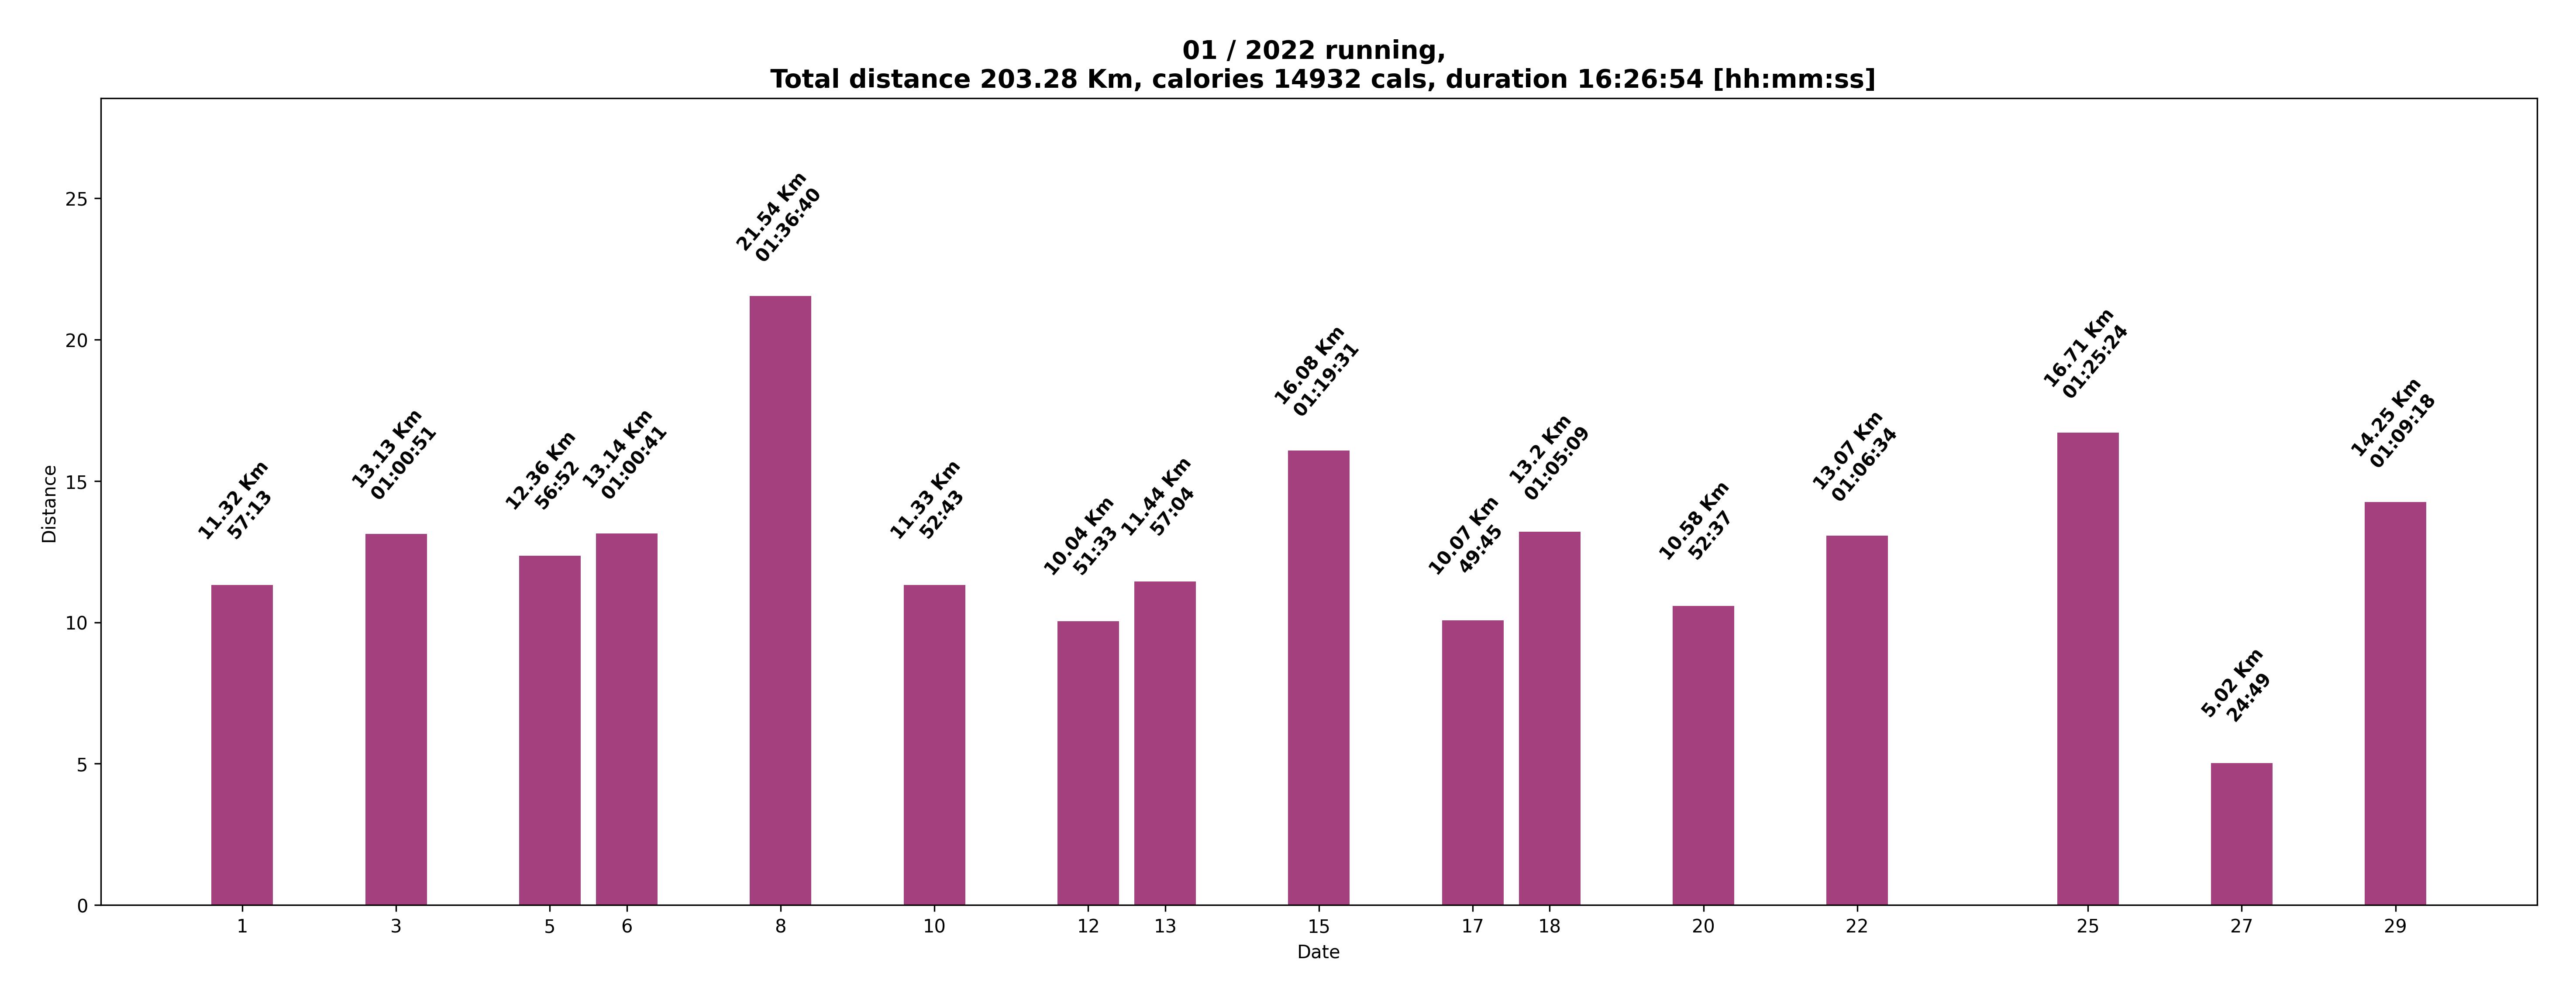 01 / 2022 running,
Total distance 203.28 Km, calories 14932 cals, duration 16:26:54 [hh:mm:ss]
Distance
25
20
15
10
5
0
11.32 Km
57:13
13.13 Km
01:00:51
12.36 Km
56:52
13.14 Km
01:00:41
21.54 Km
01:36:40
11.33 Km
52:43
10.04 Km
51:33
11.44 Km
57:04
16.08 Km
01:19:31
10.07 Km
49:45
13.2 Km
01:05:09
10.58 Km
52:37
13.07 Km
01:06:34
16.71 Km
01:25:24
5.02 Km
24:49
14.25 Km
01:09:18
1 3 5 6 8 10 12 13 15 17 18 20 22 25 27 29
Date